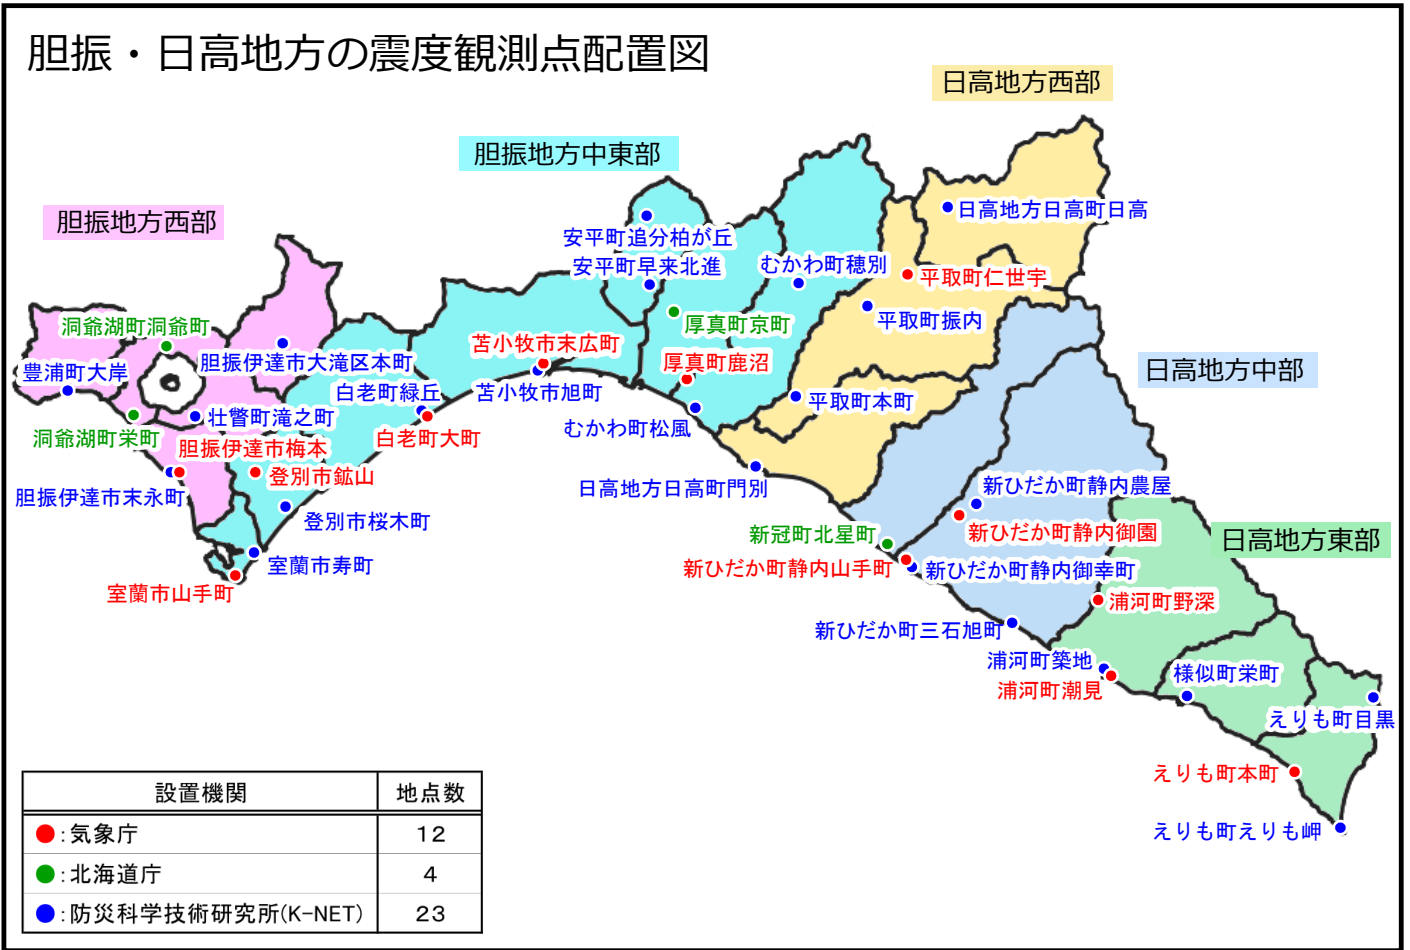 胆振・日高地方の震度観測点配置図
日高地方西部
胆振地方中東部
胆振地方西部
日高地方日高町日高
安平町追分柏が丘
安平町早来北進
むかわ町穂別
平取町仁世宇
洞爺湖町洞爺町
厚真町京町
平取町振内
胆振伊達市大滝区本町
苫小牧市末広町
厚真町鹿沼
日高地方中部
豊浦町大岸
白老町緑丘
苫小牧市旭町
平取町本町
壮瞥町滝之町
むかわ町松風
洞爺湖町栄町
胆振伊達市梅本
白老町大町
登別市鉱山
日高地方日高町門別
新ひだか町静内農屋
胆振伊達市末永町
登別市桜木町
新冠町北星町
新ひだか町静内御園
日高地方東部
室蘭市寿町
新ひだか町静内山手町
新ひだか町静内御幸町
室蘭市山手町
浦河町野深
新ひだか町三石旭町
浦河町築地
様似町栄町
浦河町潮見
えりも町目黒
えりも町本町
えりも町えりも岬
設置機関 地点数
●:気象庁 12
●:北海道庁 4
●:防災科学技術研究所(K-NET) 23